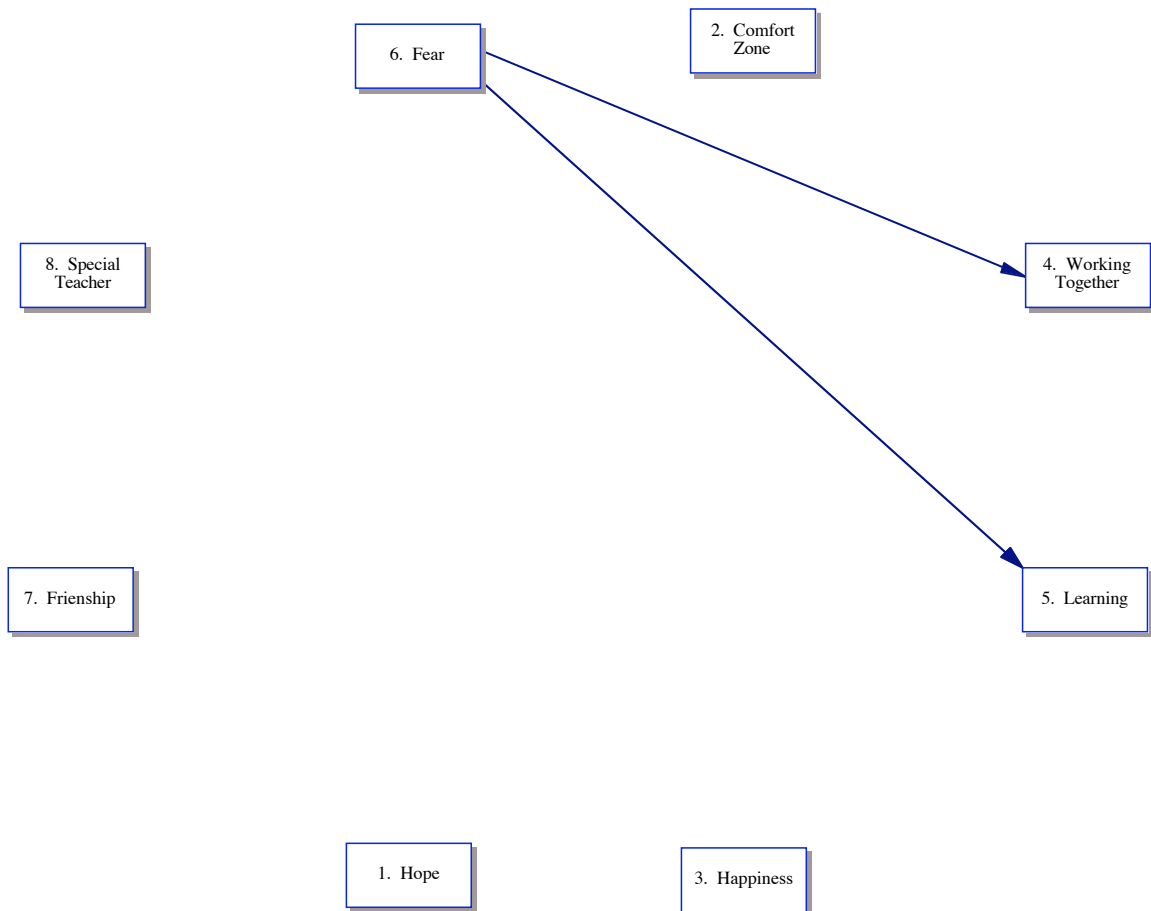 2. Comfort
Zone
6. Fear
8. Special
Teacher
4. Working
Together
7. Frienship
5. Learning
1. Hope
3. Happiness